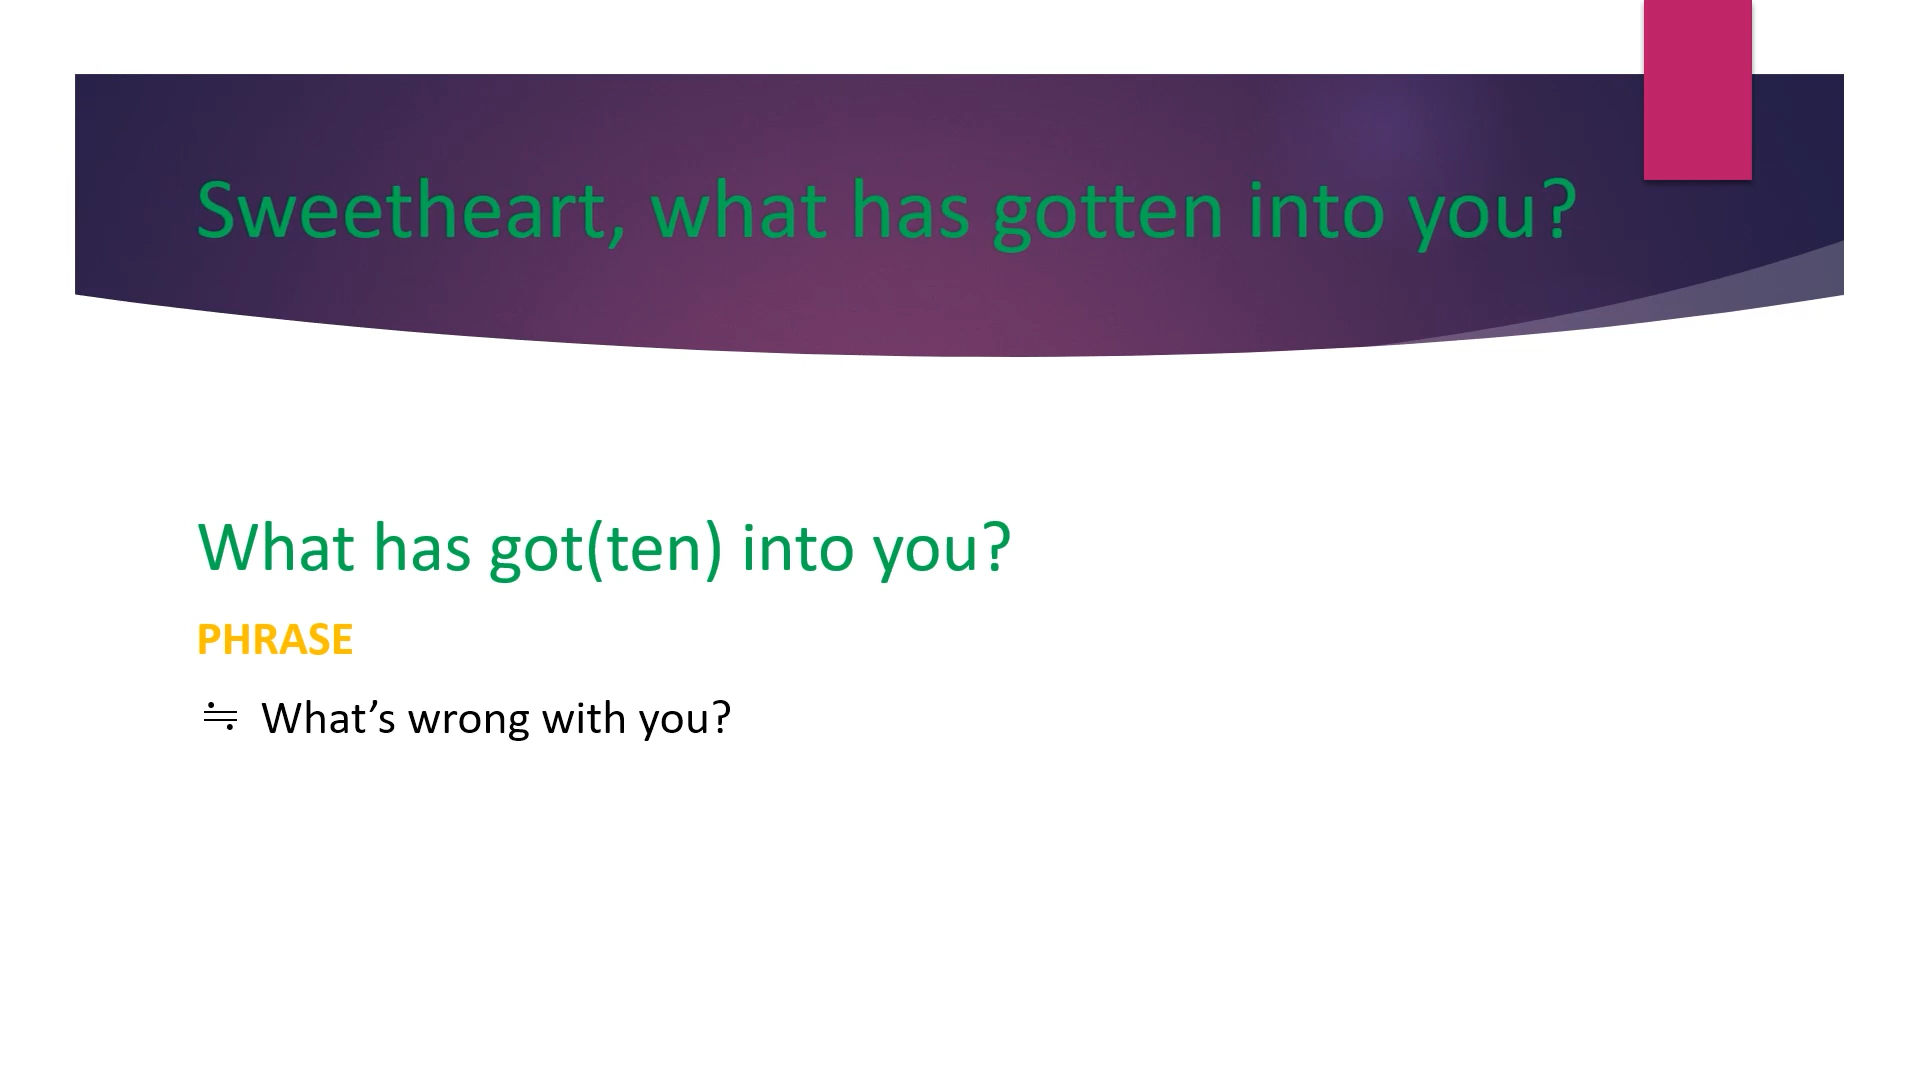 Sweetheart, what has gotten into you?
What has got(ten) into you?
PHRASE
≒ What’s wrong with you?